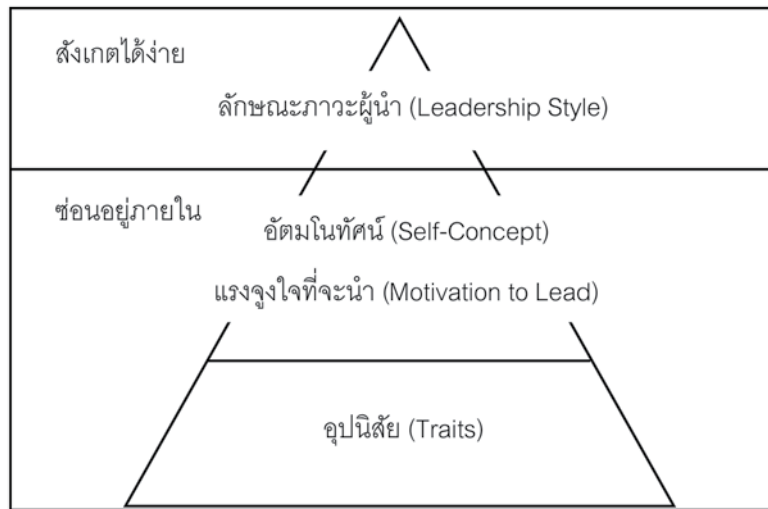 สังเกตได้ง่าย
ลักษณะภาวะผู้นำ (Leadership Style)
ซ่อนอยู่ภายใน
อัตมโนทัศน์ (Self-Concept)
แรงจูงใจที่จะนำ (Motivation to Lead)
อุปนิสัย (Traits)